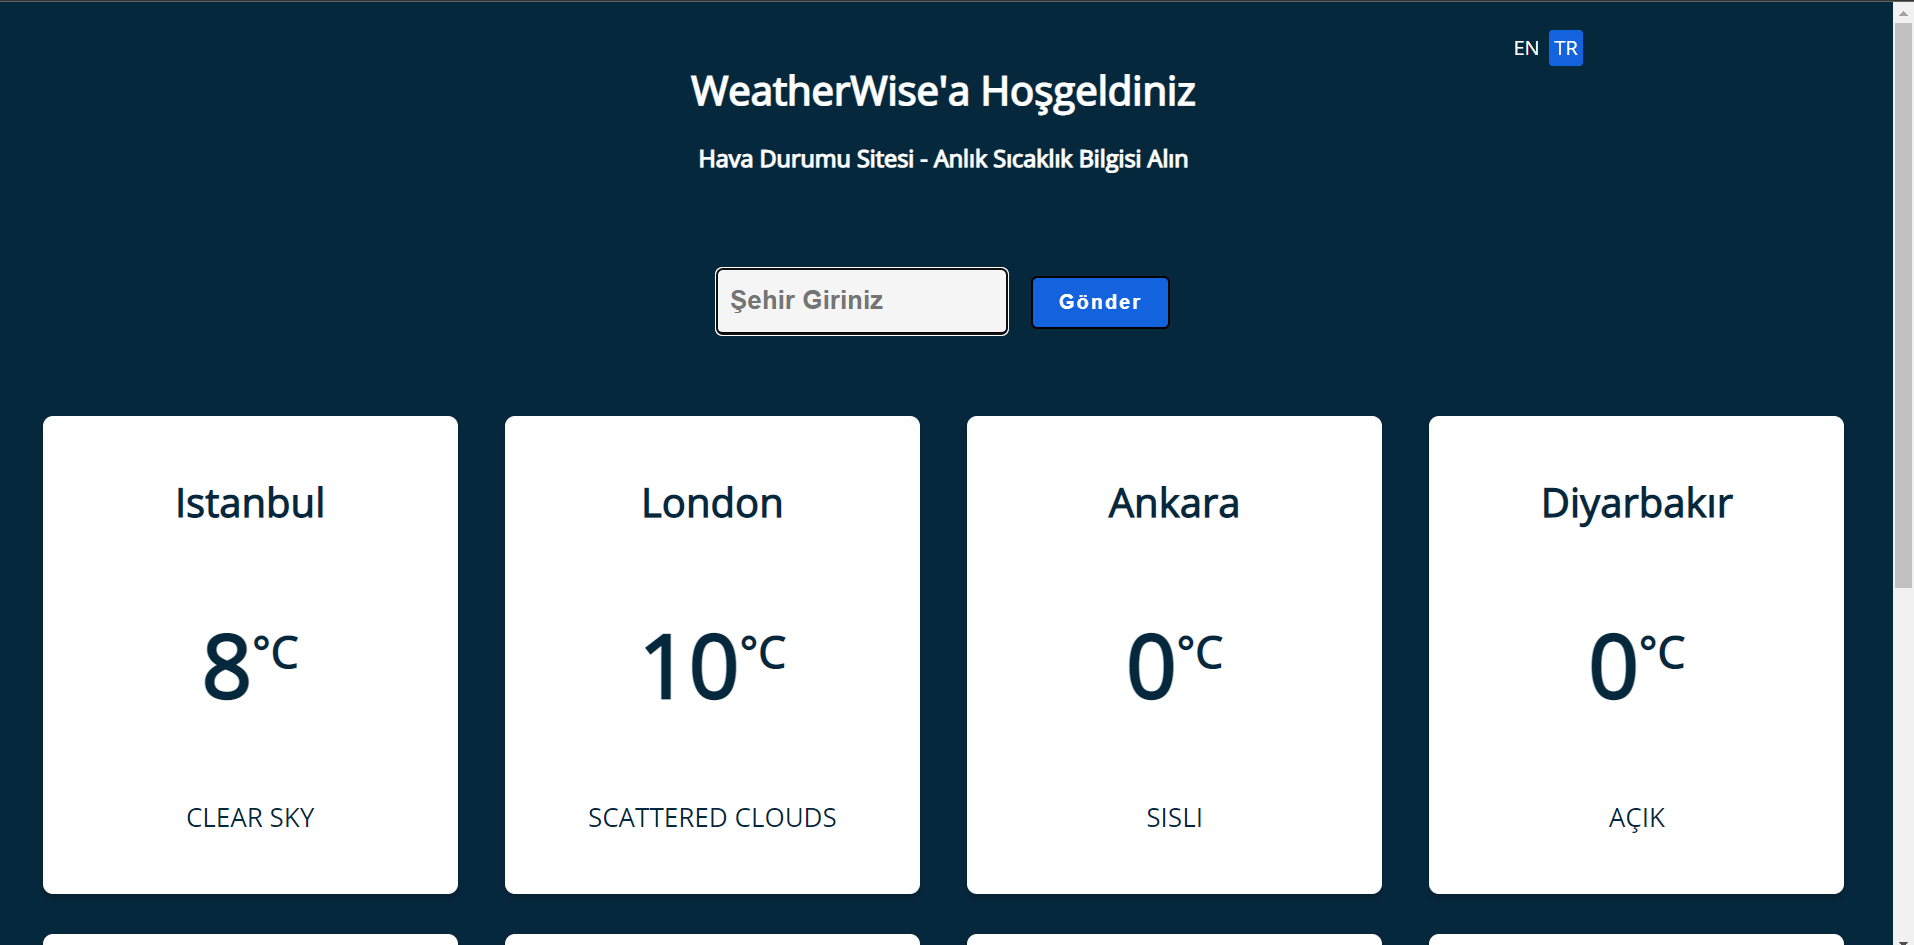 EN TR
WeatherWise'a Hoşgeldiniz
Hava Durumu Sitesi - Anlık Sıcaklık Bilgisi Alın
Şehir Giriniz
Gönder
Istanbul
8°C
CLEAR SKY
London
10°C
SCATTERED CLOUDS
Ankara
0°C
SISLI
Diyarbakır
0°C
AÇIK